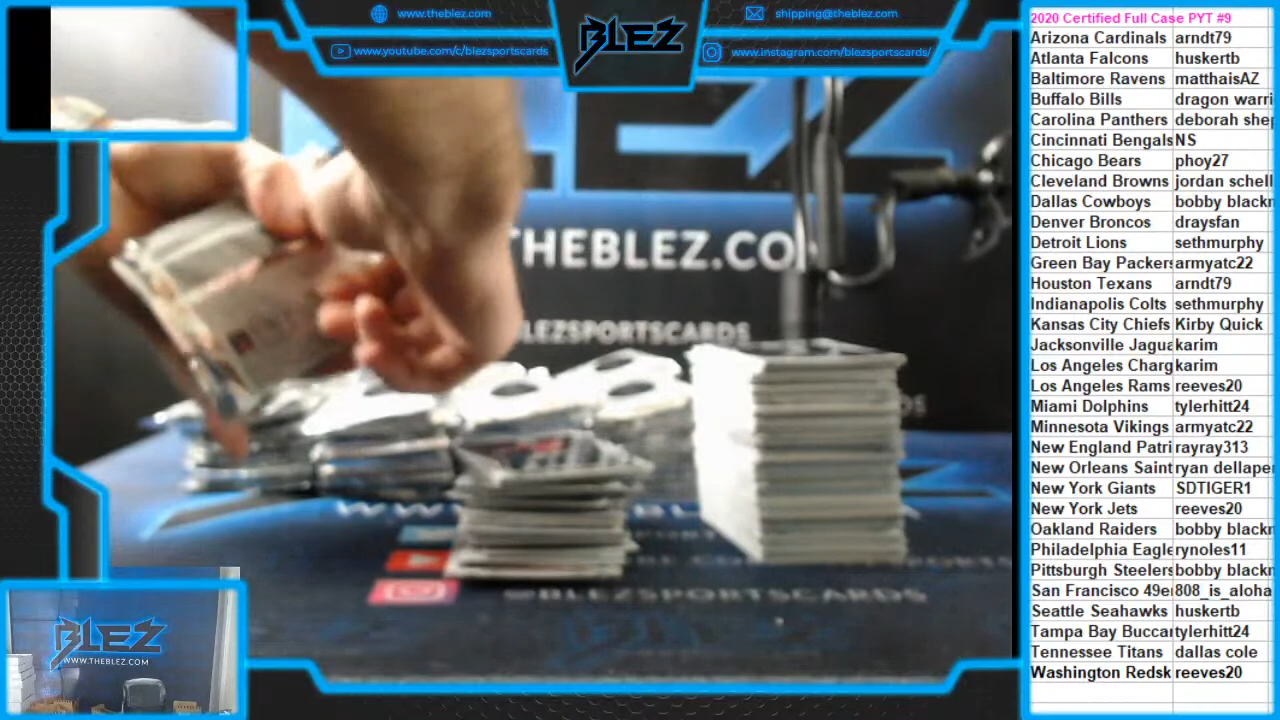 www.theblez.com
shipping@theblez.com
www.youtube.com/c/blezsportscards
BLEZ
www.instagram.com/blezsportscards/
THEBLEZ.CO
BLEZSPORTSCARDS
@BLEZSPORTSCARDS
BLEZ
WWW.THEBLEZ.COM
2020 Certified Full Case PYT #9
Arizona Cardinals arndt79
Atlanta Falcons huskertb
Baltimore Ravens matthaisAZ
Buffalo Bills dragon warri
Carolina Panthers deborah she
Cincinnati Bengals NS
Chicago Bears phoy27
Cleveland Browns jordan schell
Dallas Cowboys bobby black
Denver Broncos draysfan
Detroit Lions sethmurphy
Green Bay Packers armyatc22
Houston Texans arndt79
Indianapolis Colts sethmurphy
Kansas City Chiefs Kirby Quick
Jacksonville Jagua karim
Los Angeles Charg karim
Los Angeles Rams reeves20
Miami Dolphins tylerhitt24
Minnesota Vikings armyatc22
New England Patri rayray313
New Orleans Saint ryan dellape
New York Giants SDTIGER1
New York Jets reeves20
Oakland Raiders bobby black
Philadelphia Eagle rynoles11
Pittsburgh Steelers bobby black
San Francisco 49e 808_is_aloha
Seattle Seahawks huskertb
Tampa Bay Bucca tylerhitt24
Tennessee Titans dallas cole
Washington Redsk reeves20